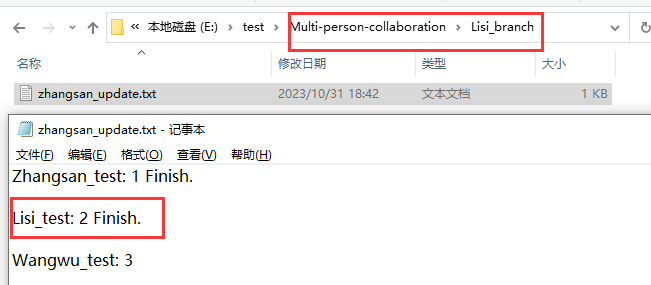 « 本地磁盘 (E:) › test › Multi-person-collaboration › Lisi_branch
名称 修改日期 类型 大小
zhangsan_update.txt 2023/10/31 18:42 文本文档 1 KB
zhangsan_update.txt - 记事本
文件(F) 编辑(E) 格式(O) 查看(V) 帮助(H)
Zhangsan_test: 1 Finish.
Lisi_test: 2 Finish.
Wangwu_test: 3